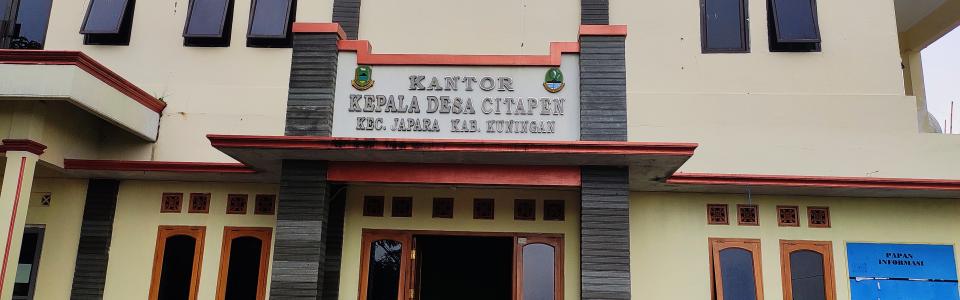 KANTOR
KEPALA DESA CITAPEN
KEC. JAPARA KAB. KUNINGAN
PAPAN
INFORMASI